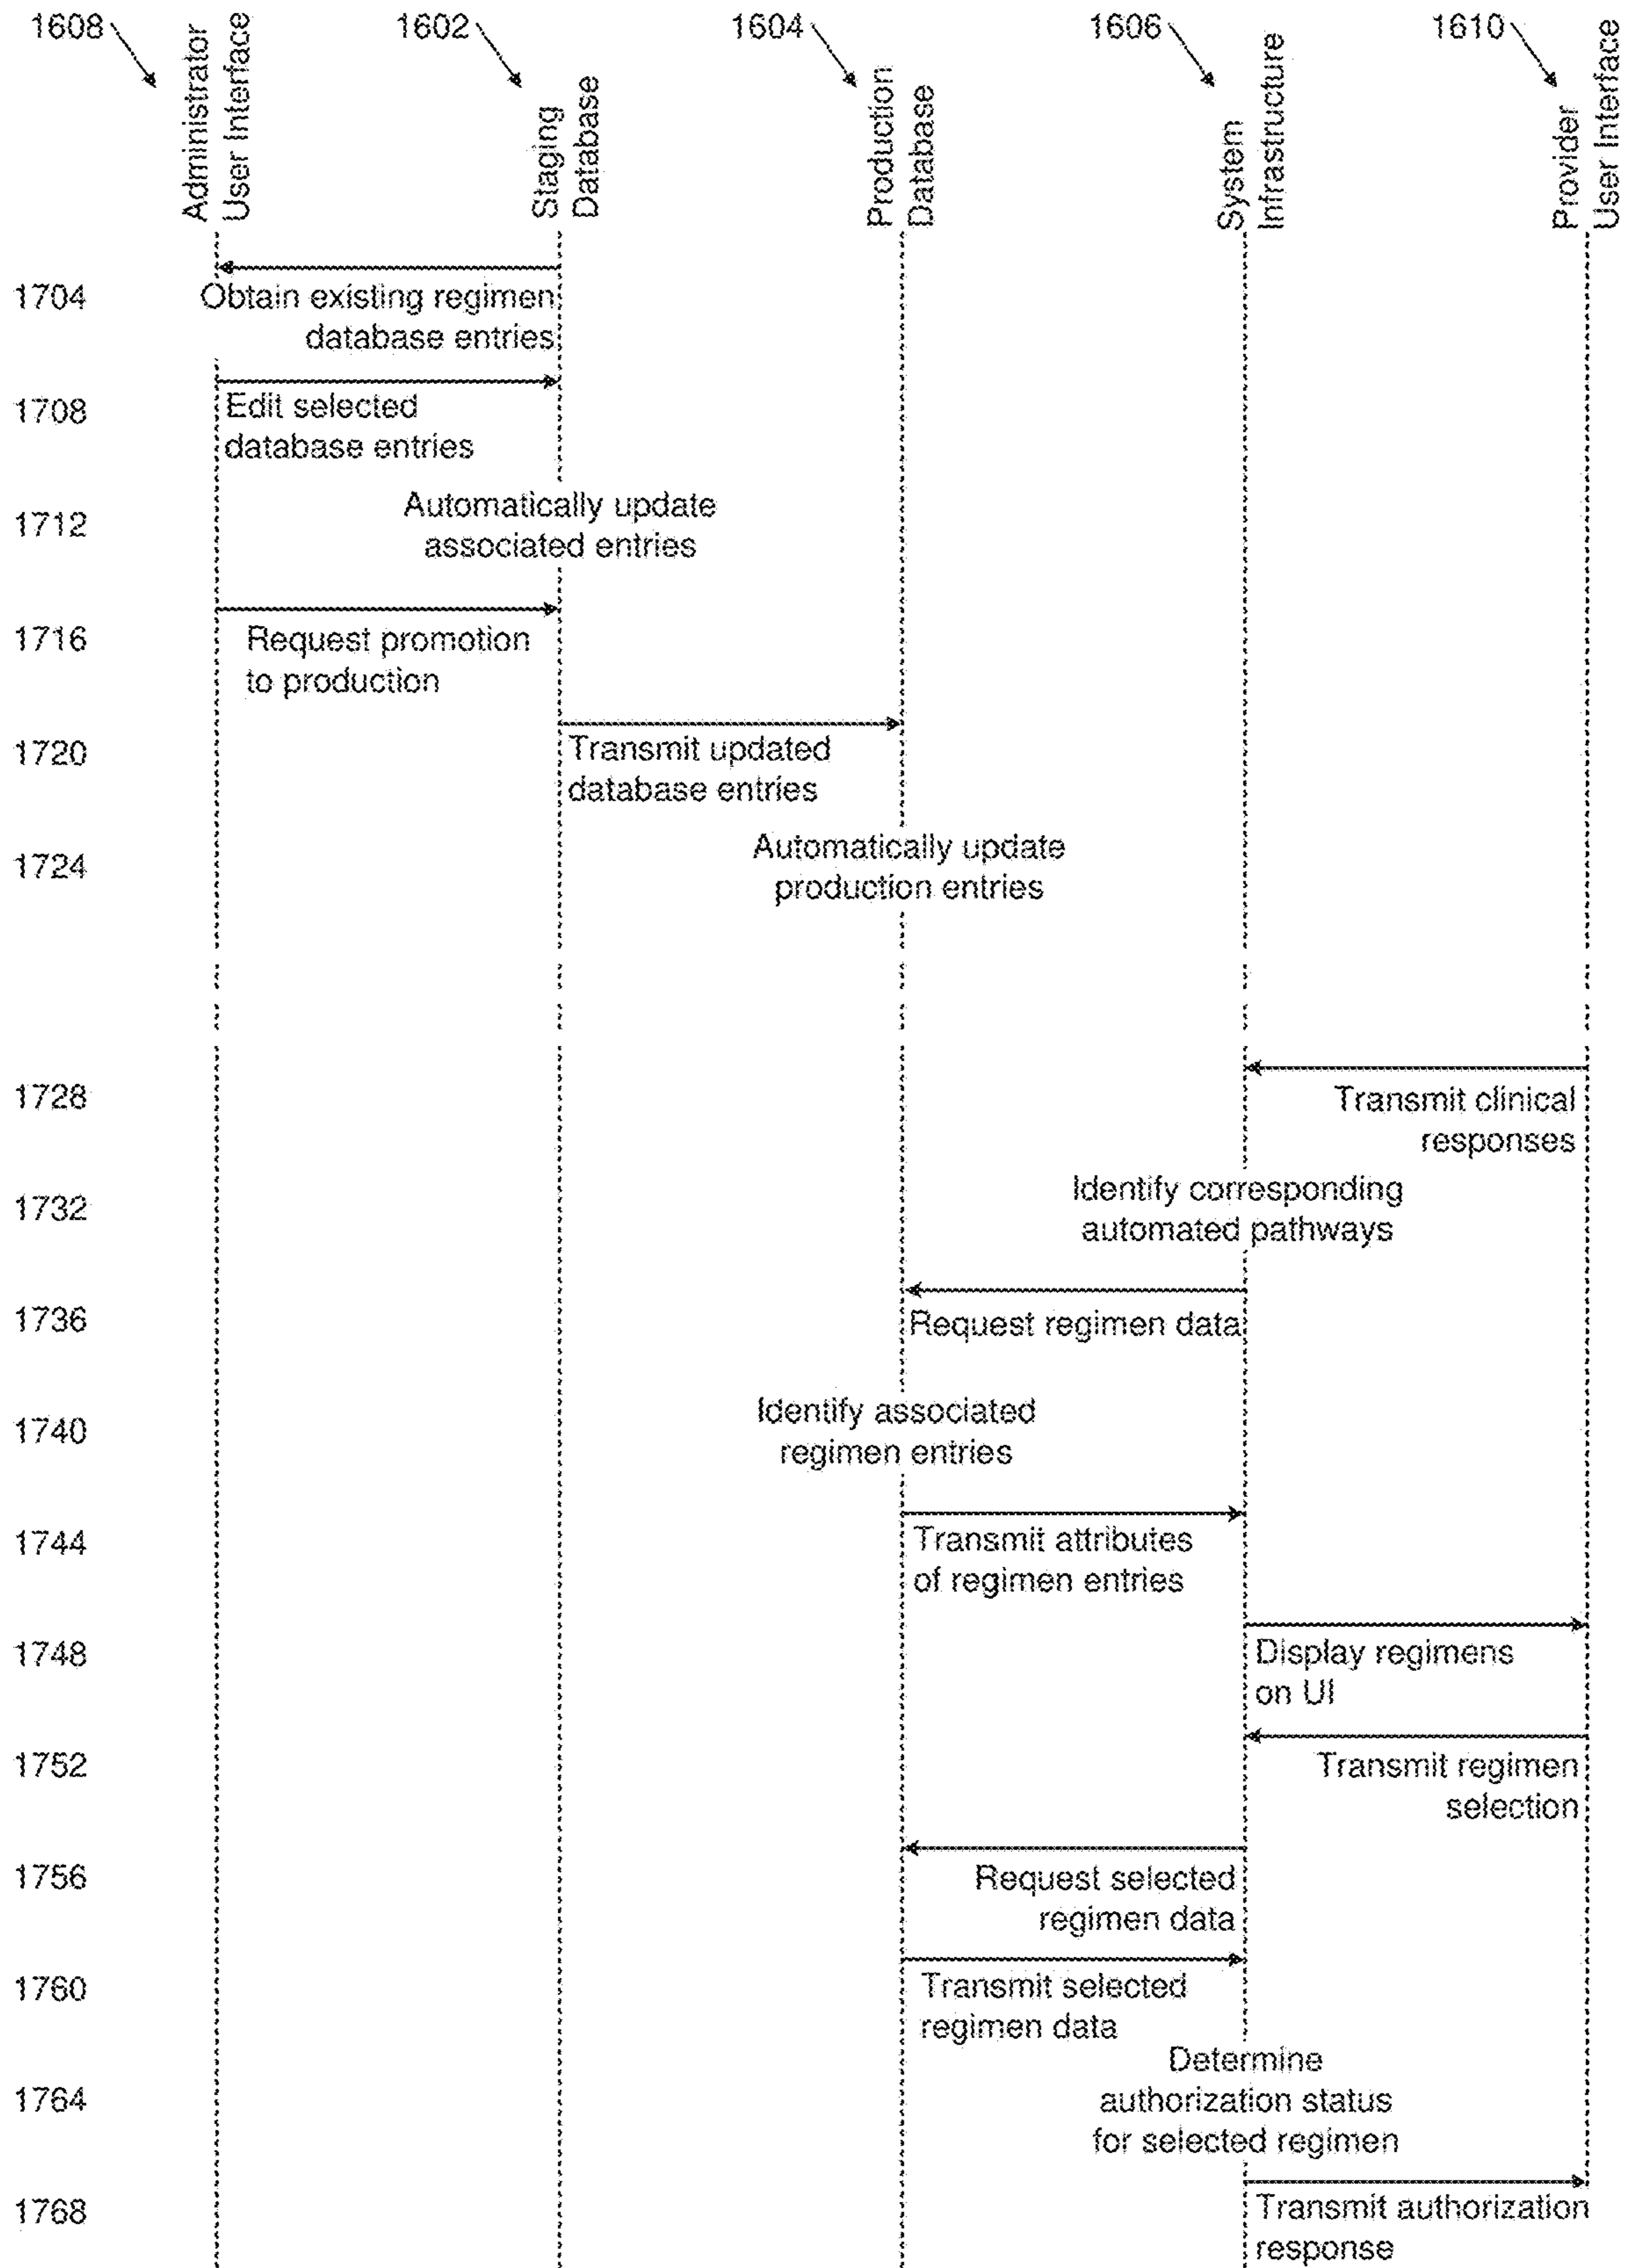 1608
Administrator
User Interface
1602
Staging
Database
1604
Production
Database
1606
System
Infrastructure
1610
Provider
User Interface
1704
Obtain existing regimen
database entries
1708
Edit selected
database entries
1712
Automatically update
associated entries
1716
Request promotion
to production
1720
Transmit updated
database entries
1724
Automatically update
production entries
1728
Transmit clinical
responses
1732
Identify corresponding
automated pathways
1736
Request regimen data
1740
Identify associated
regimen entries
1744
Transmit attributes
of regimen entries
1748
Display regimens
on UI
1752
Transmit regimen
selection
1756
Request selected
regimen data
1760
Transmit selected
regimen data
1764
Determine
authorization status
for selected regimen
1768
Transmit authorization
response